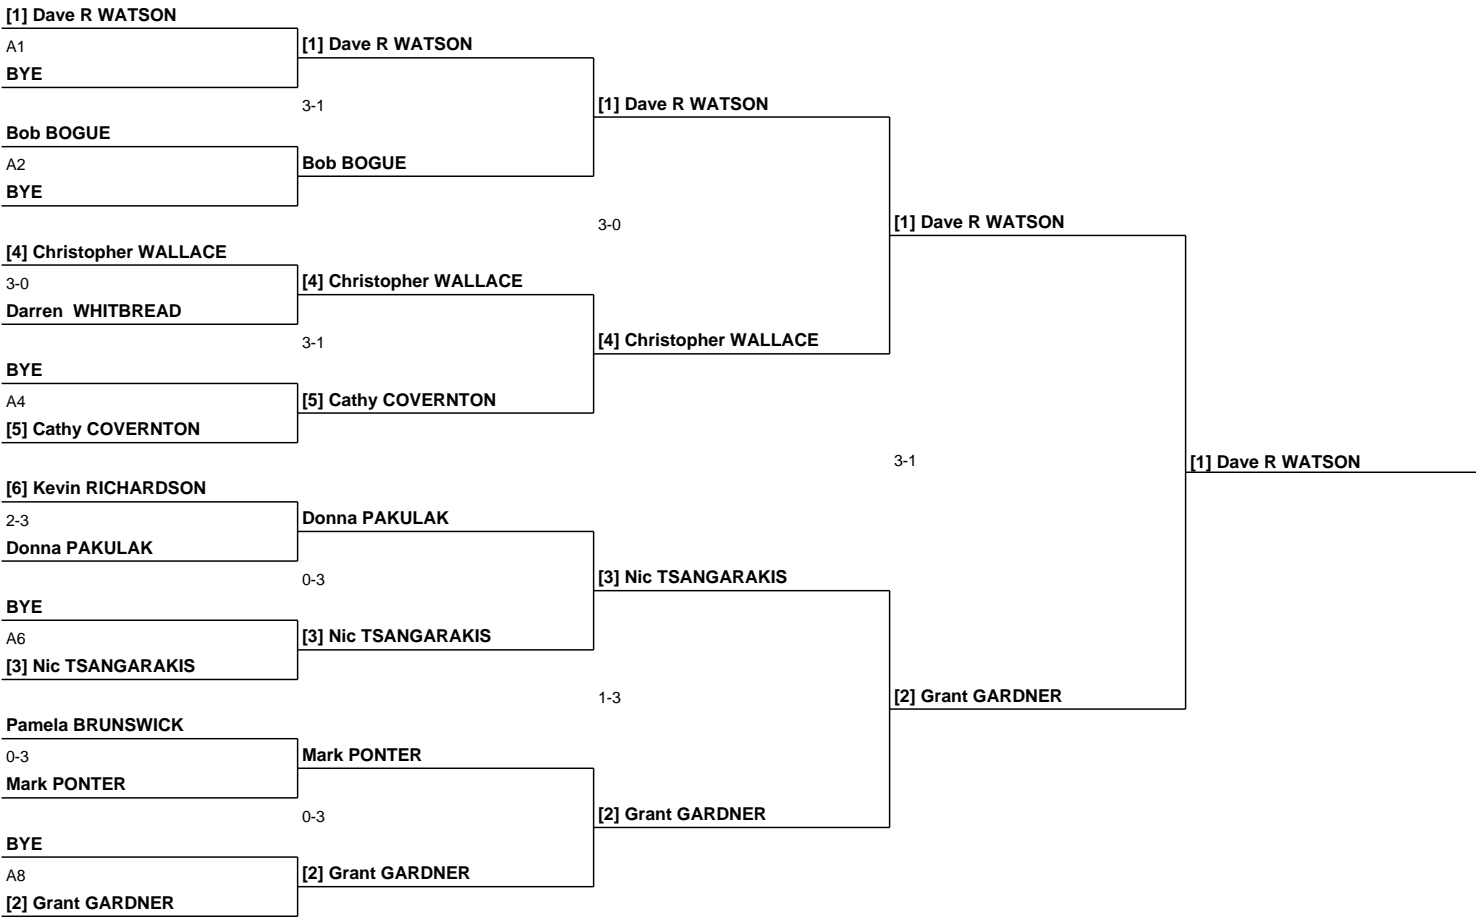 [1] Dave R WATSON
A1
BYE
Bob BOGUE
A2
BYE
[4] Christopher WALLACE
3-0
Darren  WHITBREAD
BYE
A4
[5] Cathy COVERNTON
[6] Kevin RICHARDSON
2-3
Donna PAKULAK
BYE
A6
[3] Nic TSANGARAKIS
Pamela BRUNSWICK
0-3
Mark PONTER
BYE
A8
[2] Grant GARDNER
[1] Dave R WATSON
3-1
Bob BOGUE
[4] Christopher WALLACE
3-1
[5] Cathy COVERNTON
Donna PAKULAK
0-3
[3] Nic TSANGARAKIS
Mark PONTER
0-3
[2] Grant GARDNER
[1] Dave R WATSON
3-0
[4] Christopher WALLACE
[3] Nic TSANGARAKIS
1-3
[2] Grant GARDNER
[1] Dave R WATSON
3-1
[2] Grant GARDNER
[1] Dave R WATSON